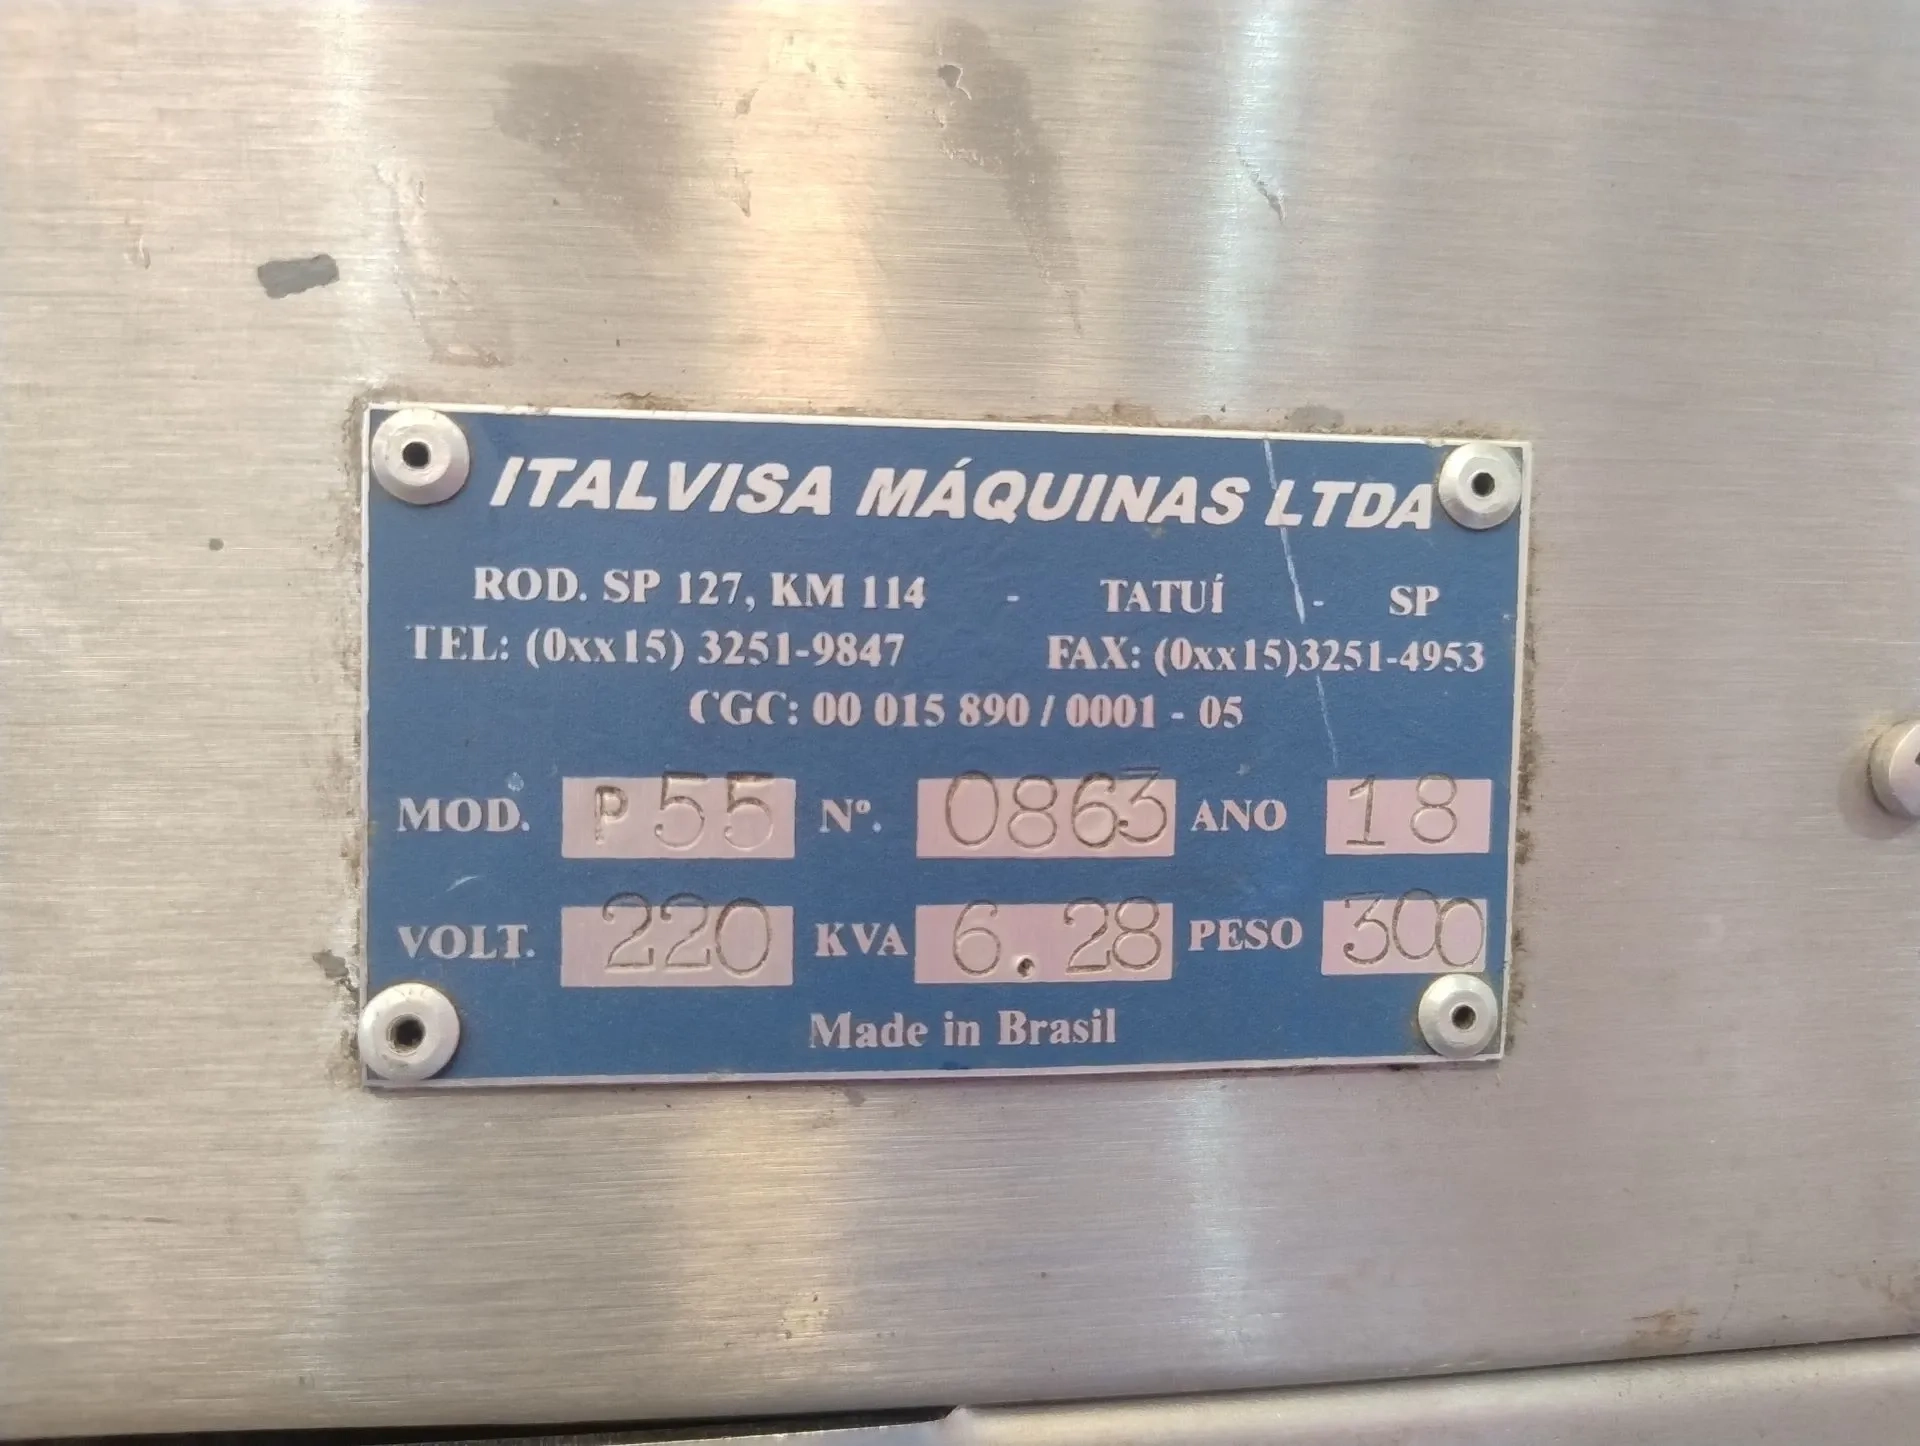 ITALVISA MÁQUINAS LTDA
ROD. SP 127, KM 114 - TATUÍ - SP
TEL: (0xx15) 3251-9847 FAX: (0xx15)3251-4953
CGC: 00 015 890 / 0001 - 05
MOD. P 55 Nº. 0863 ANO 18
VOLT. 220 KVA 6.28 PESO 300
Made in Brasil